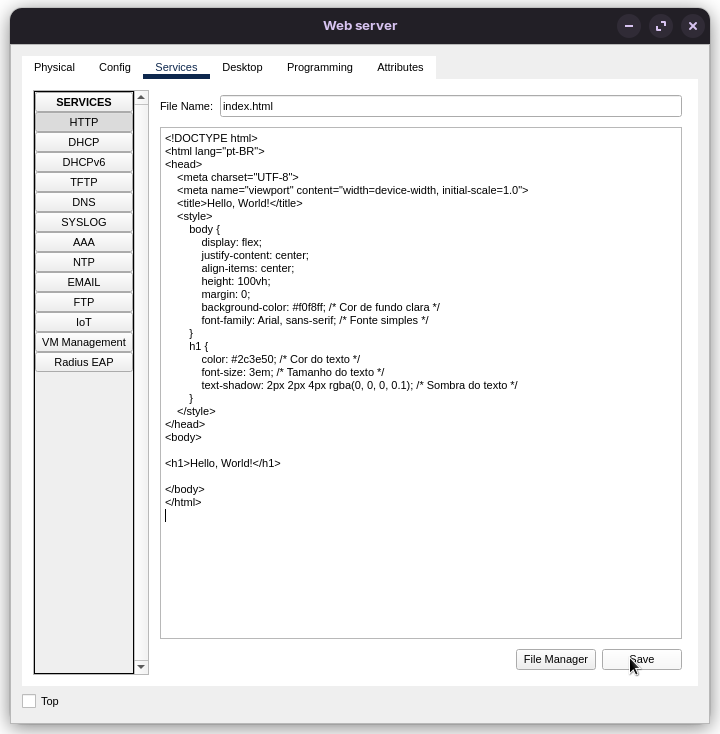 Web server
Physical Config Services Desktop Programming Attributes
SERVICES
HTTP
DHCP
DHCPv6
TFTP
DNS
SYSLOG
AAA
NTP
EMAIL
FTP
IoT
VM Management
Radius EAP
File Name: index.html
<!DOCTYPE html>
<html lang="pt-BR">
<head>
    <meta charset="UTF-8">
    <meta name="viewport" content="width=device-width, initial-scale=1.0">
    <title>Hello, World!</title>
    <style>
        body {
            display: flex;
            justify-content: center;
            align-items: center;
            height: 100vh;
            margin: 0;
            background-color: #f0f8ff; /* Cor de fundo clara */
            font-family: Arial, sans-serif; /* Fonte simples */
        }
        h1 {
            color: #2c3e50; /* Cor do texto */
            font-size: 3em; /* Tamanho do texto */
            text-shadow: 2px 2px 4px rgba(0, 0, 0, 0.1); /* Sombra do texto */
        }
    </style>
</head>
<body>

<h1>Hello, World!</h1>

</body>
</html>
File Manager Save
Top